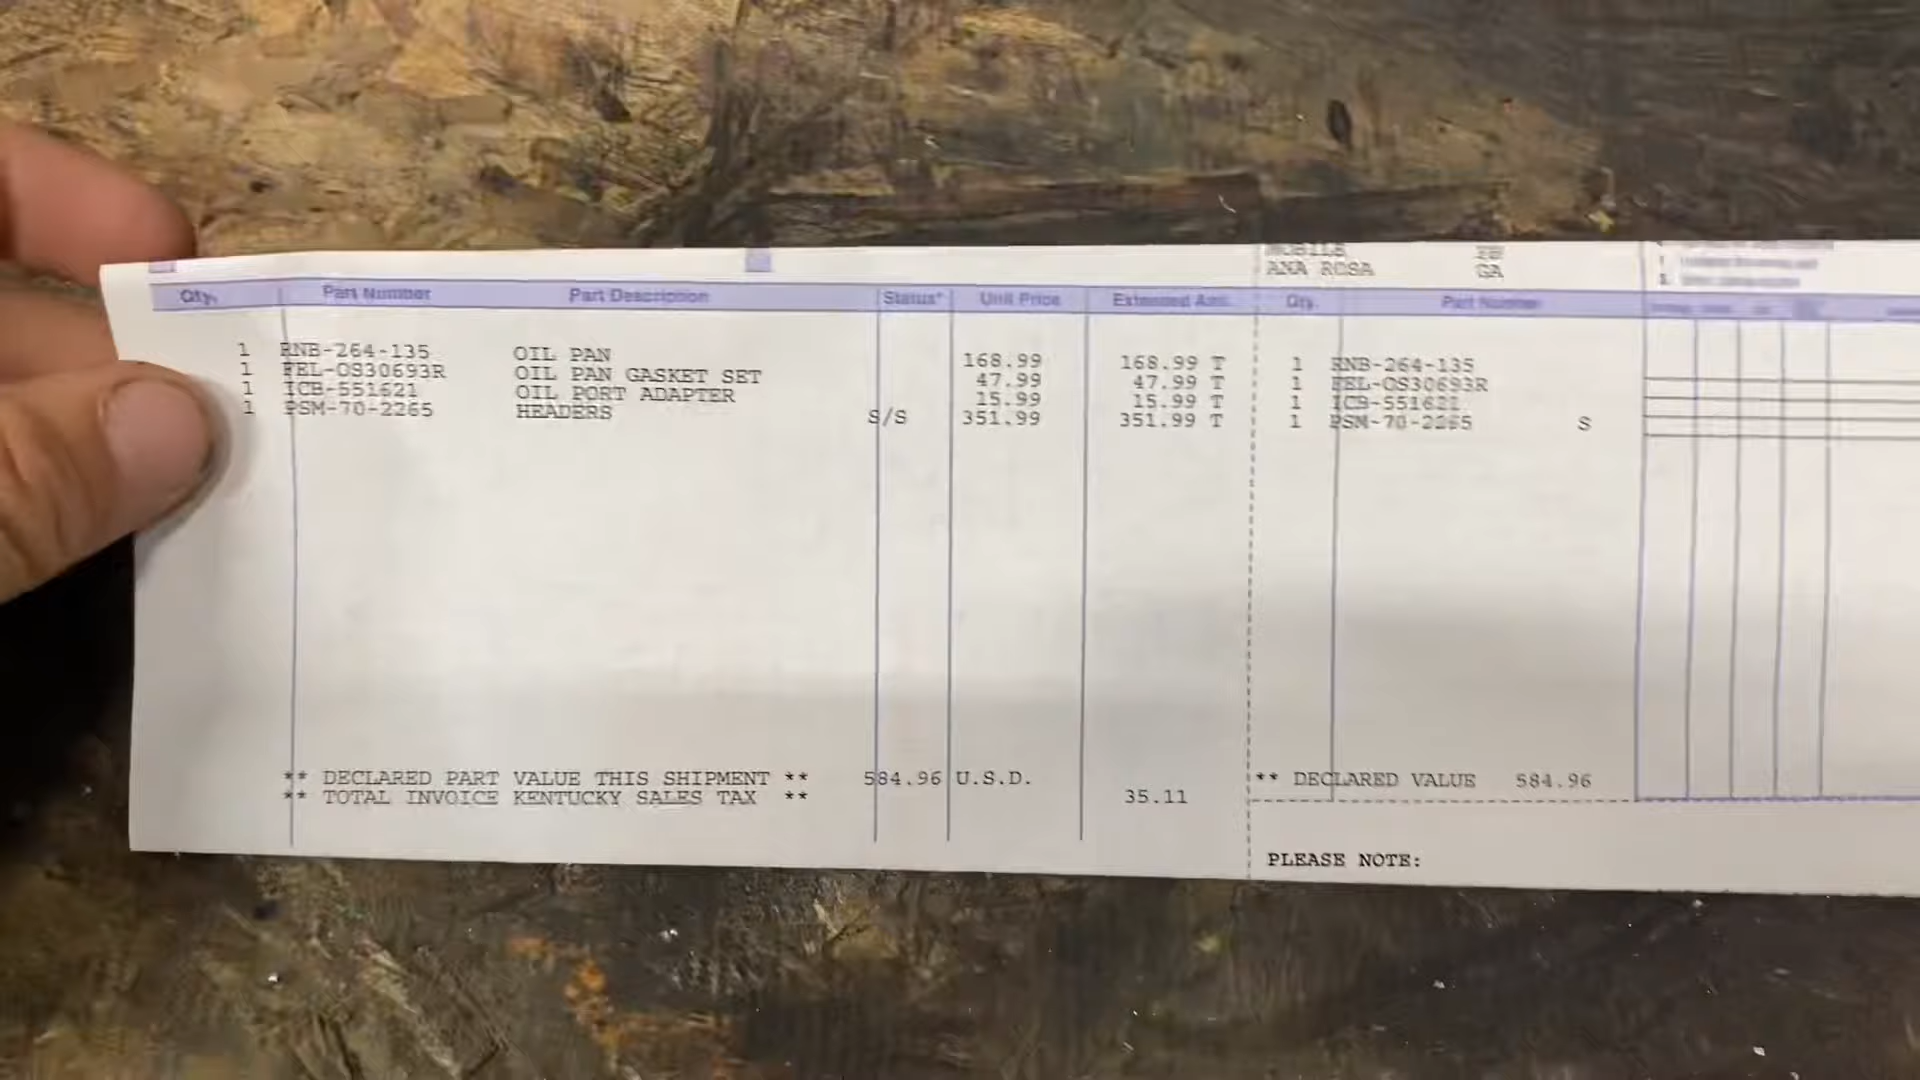 MOBILE
ANA ROSA GA
Qty. Part Number Part Description Status* Unit Price Extended Amt. Qty. Part Number
1 RNB-264-135 OIL PAN 168.99 168.99 T 1 RNB-264-135
1 FEL-OS30693R OIL PAN GASKET SET 47.99 47.99 T 1 FEL-OS30693R
1 ICB-551621 OIL PORT ADAPTER 15.99 15.99 T 1 ICB-551621
1 PSM-70-2265 HEADERS S/S 351.99 351.99 T 1 PSM-70-2265 S
** DECLARED PART VALUE THIS SHIPMENT ** 584.96 U.S.D. ** DECLARED VALUE 584.96
** TOTAL INVOICE KENTUCKY SALES TAX ** 35.11
PLEASE NOTE: